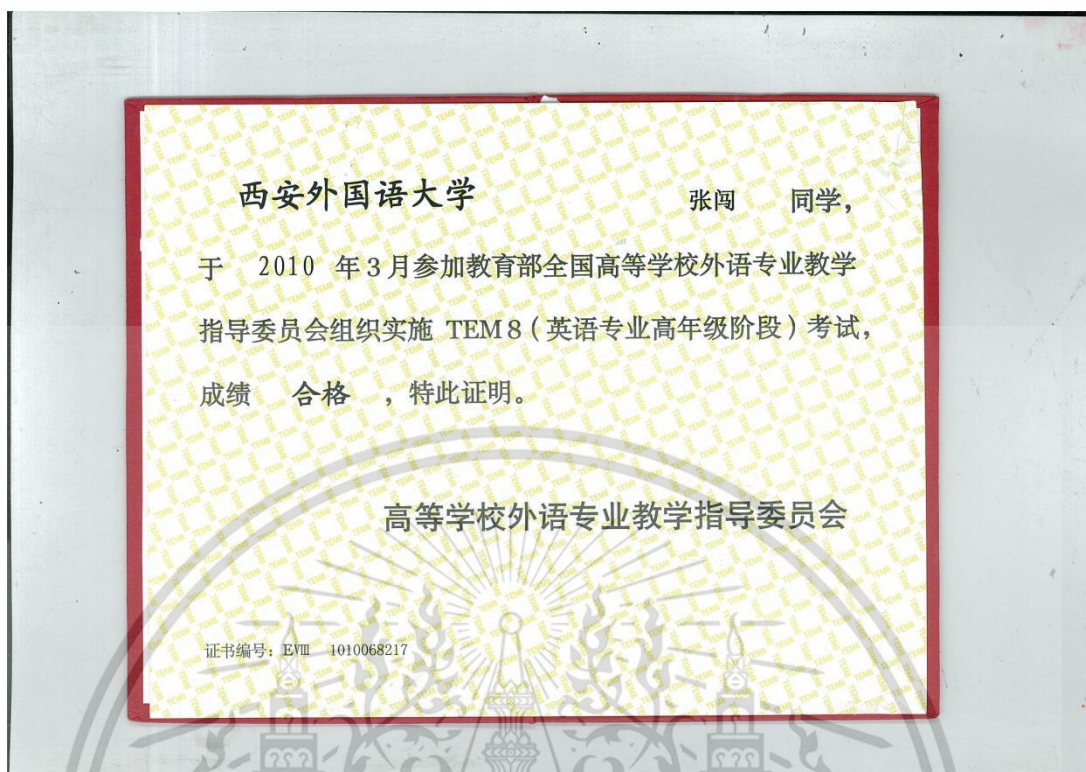 西安外国语大学 张闯 同学，
于 2010 年3月参加教育部全国高等学校外语专业教学
指导委员会组织实施 TEM8（英语专业高年级阶段）考试，
成绩 合格 ，特此证明。
高等学校外语专业教学指导委员会
证书编号：EⅧ 1010068217